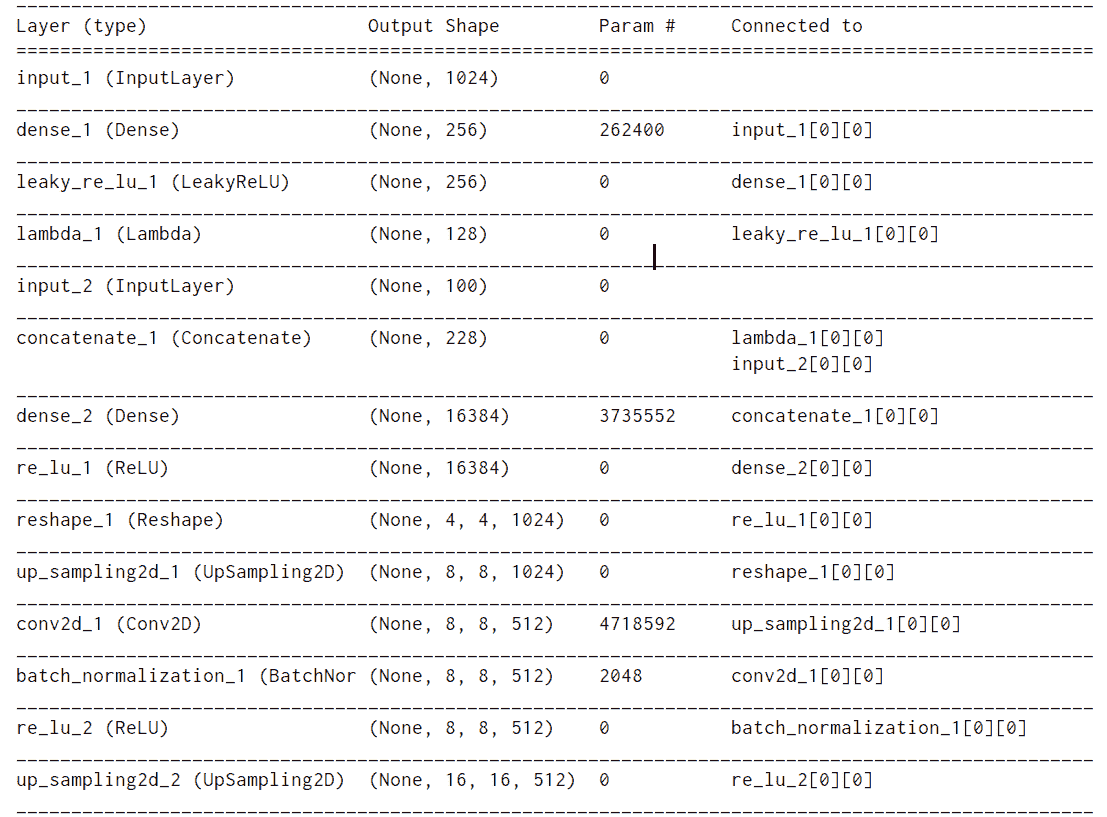 Layer (type) Output Shape Param # Connected to
input_1 (InputLayer) (None, 1024) 0
dense_1 (Dense) (None, 256) 262400 input_1[0][0]
leaky_re_lu_1 (LeakyReLU) (None, 256) 0 dense_1[0][0]
lambda_1 (Lambda) (None, 128) 0 leaky_re_lu_1[0][0]
input_2 (InputLayer) (None, 100) 0
concatenate_1 (Concatenate) (None, 228) 0 lambda_1[0][0]
input_2[0][0]
dense_2 (Dense) (None, 16384) 3735552 concatenate_1[0][0]
re_lu_1 (ReLU) (None, 16384) 0 dense_2[0][0]
reshape_1 (Reshape) (None, 4, 4, 1024) 0 re_lu_1[0][0]
up_sampling2d_1 (UpSampling2D) (None, 8, 8, 1024) 0 reshape_1[0][0]
conv2d_1 (Conv2D) (None, 8, 8, 512) 4718592 up_sampling2d_1[0][0]
batch_normalization_1 (BatchNor (None, 8, 8, 512) 2048 conv2d_1[0][0]
re_lu_2 (ReLU) (None, 8, 8, 512) 0 batch_normalization_1[0][0]
up_sampling2d_2 (UpSampling2D) (None, 16, 16, 512) 0 re_lu_2[0][0]